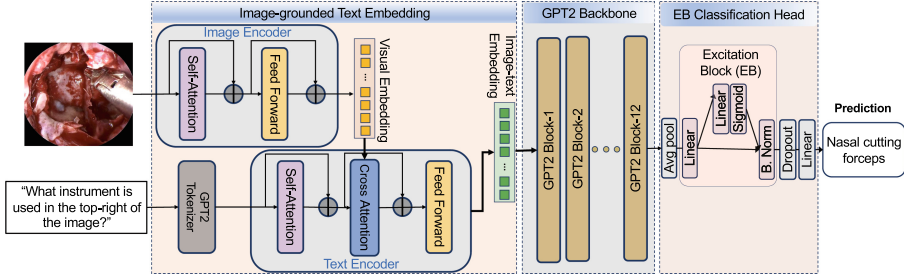 Image-grounded Text Embedding
GPT2 Backbone
EB Classification Head
Image Encoder
Self-Attention
Feed Forward
Visual Embedding
Image-text
Embedding
GPT2 Block-1
GPT2 Block-2
GPT2 Block-12
Avg pool
Linear
Excitation
Block (EB)
Linear
Sigmoid
B. Norm
Dropout
Linear
Prediction
Nasal cutting
forceps
"What instrument is
used in the top-right of
the image?"
GPT2
Tokenizer
Self-Attention
Cross Attention
Feed Forward
Text Encoder